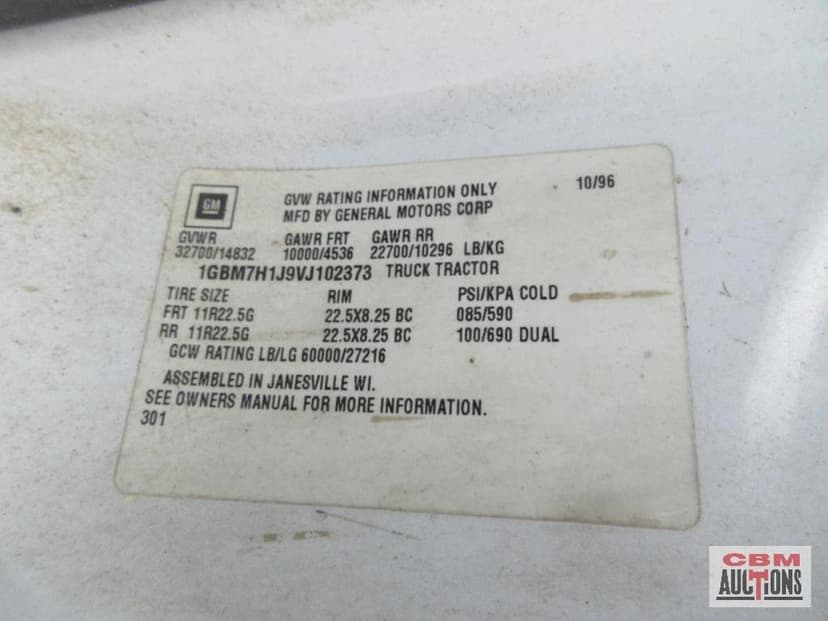 GM
GVW RATING INFORMATION ONLY 10/96
MFD BY GENERAL MOTORS CORP
GVWR GAWR FRT GAWR RR
32700/14832 10000/4536 22700/10296 LB/KG
1GBM7H1J9VJ102373 TRUCK TRACTOR
TIRE SIZE RIM PSI/KPA COLD
FRT 11R22.5G 22.5X8.25 BC 085/590
RR 11R22.5G 22.5X8.25 BC 100/690 DUAL
GCW RATING LB/LG 60000/27216
ASSEMBLED IN JANESVILLE WI.
SEE OWNERS MANUAL FOR MORE INFORMATION.
301
CBM
AUCTIONS